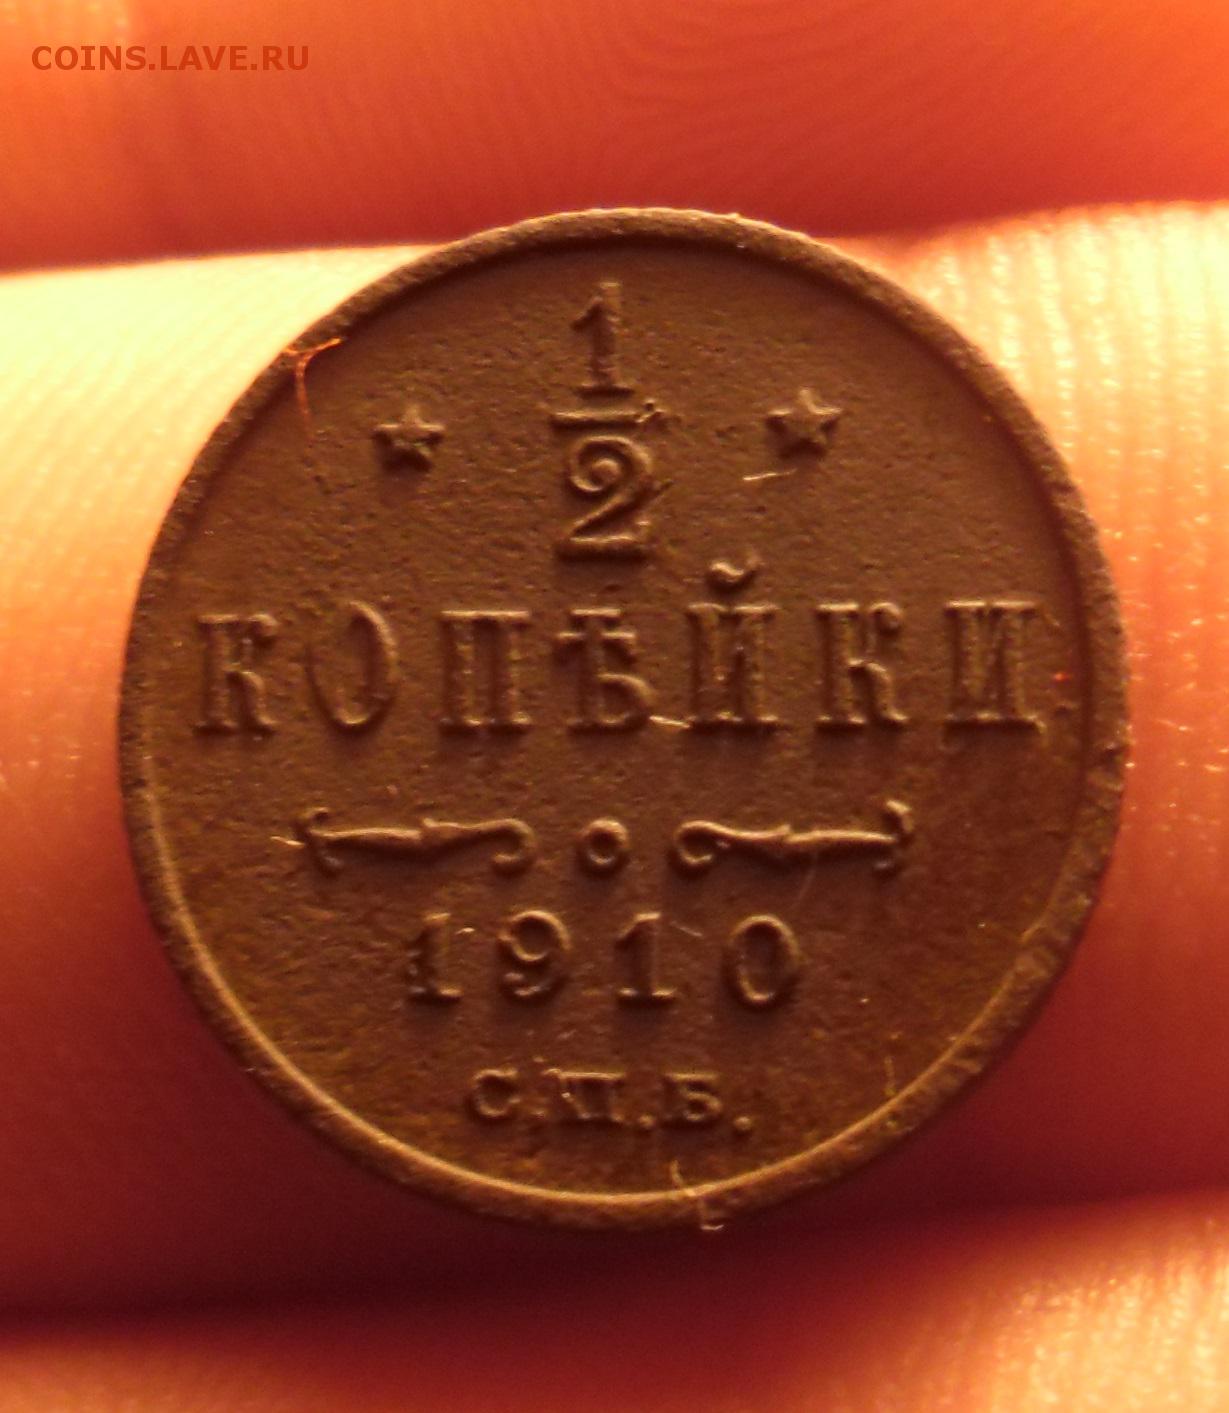 COINS.LAVE.RU
1/2
КОПѢЙКИ
1910
С.П.Б.